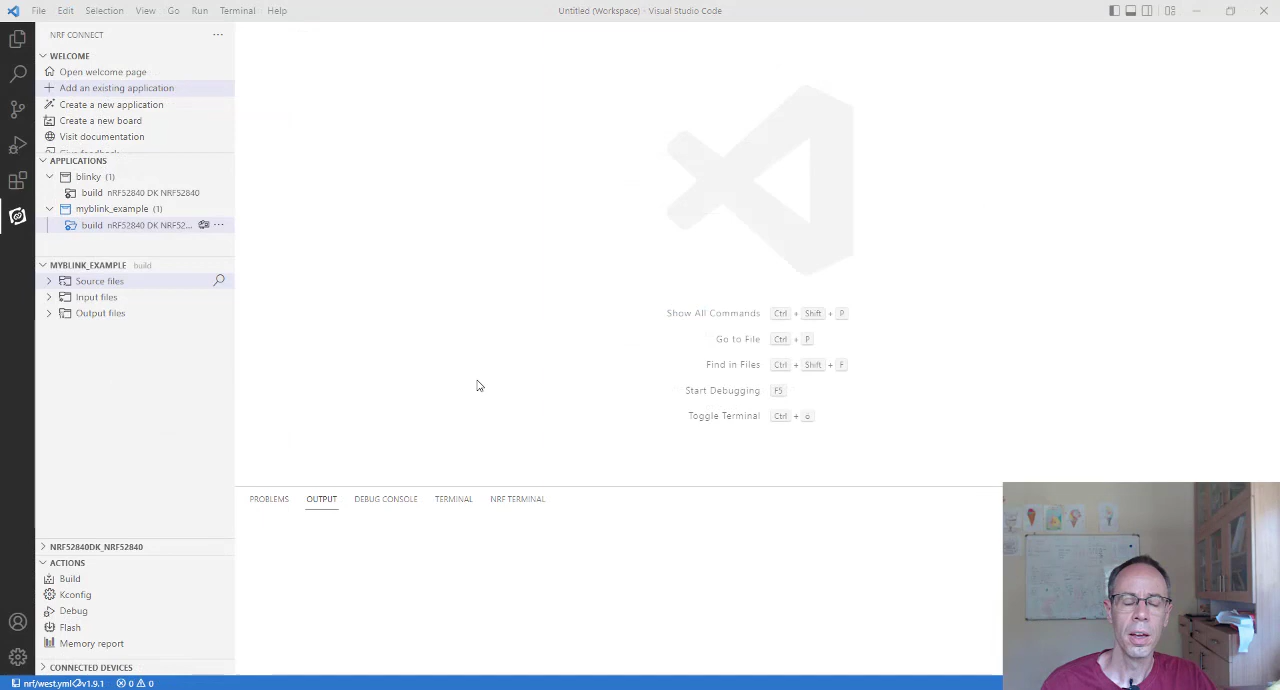 File Edit Selection View Go Run Terminal Help
Untitled (Workspace) - Visual Studio Code
NRF CONNECT
WELCOME
Open welcome page
Add an existing application
Create a new application
Create a new board
Visit documentation
APPLICATIONS
blinky (1)
build nRF52840 DK NRF52840
myblink_example (1)
build nRF52840 DK NRF52...
MYBLINK_EXAMPLE build
Source files
Input files
Output files
NRF52840DK_NRF52840
ACTIONS
Build
Kconfig
Debug
Flash
Memory report
CONNECTED DEVICES
Show All Commands Ctrl + Shift + P
Go to File Ctrl + P
Find in Files Ctrl + Shift + F
Start Debugging F5
Toggle Terminal Ctrl + ö
PROBLEMS OUTPUT DEBUG CONSOLE TERMINAL NRF TERMINAL
nrf/west.yml v1.9.1 0 0